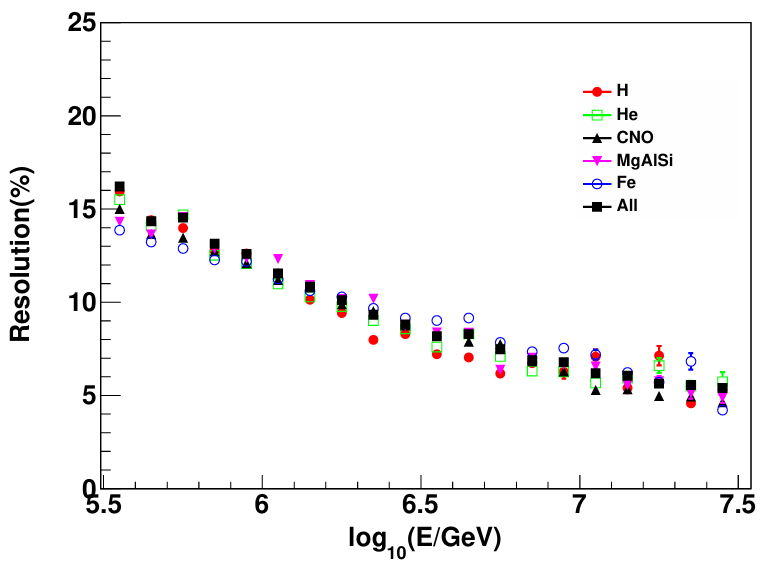 25
20
15
10
5
0
5.5 6 6.5 7 7.5
Resolution(%)
log10(E/GeV)
H
He
CNO
MgAlSi
Fe
All